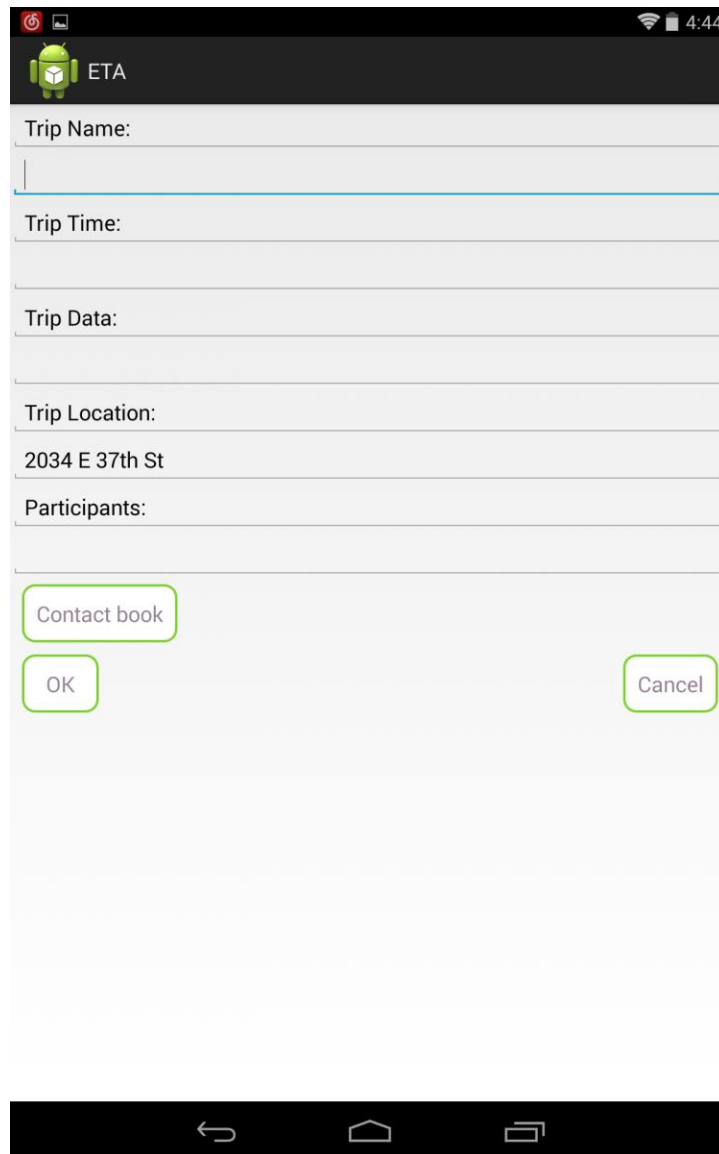 4:44
ETA
Trip Name:
Trip Time:
Trip Data:
Trip Location:
2034 E 37th St
Participants:
Contact book
OK
Cancel